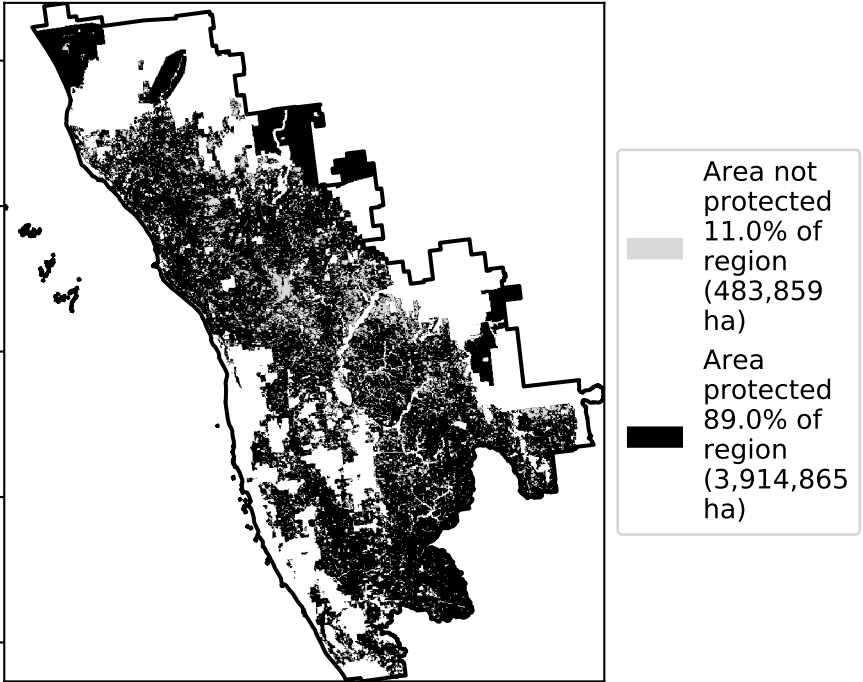 Area not
protected
11.0% of
region
(483,859
ha)
Area
protected
89.0% of
region
(3,914,865
ha)